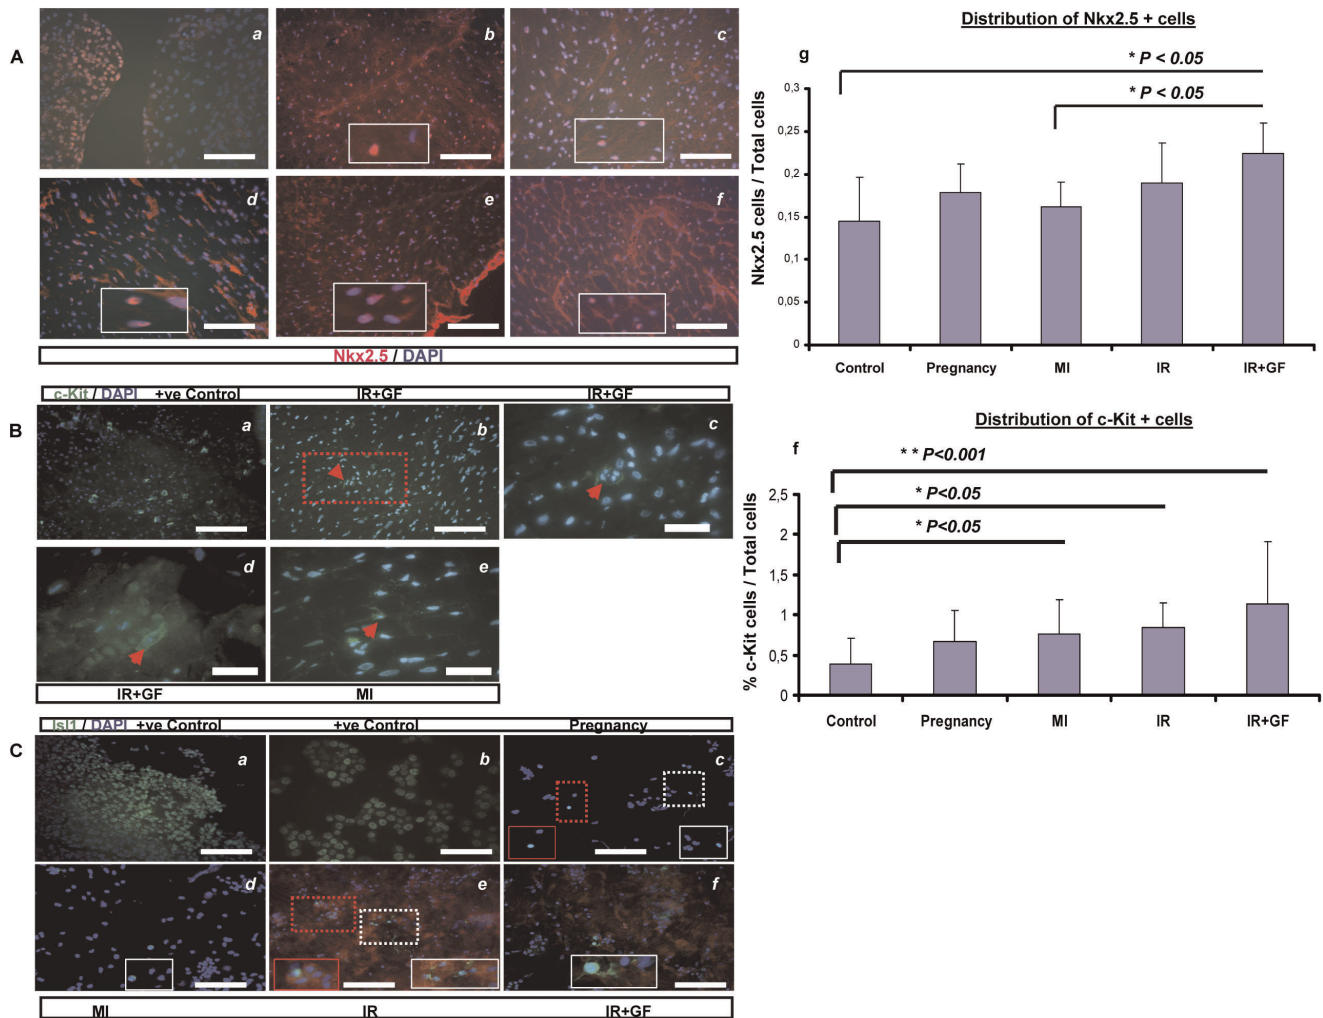 A
a
b
c
d
e
f
Nkx2.5 / DAPI
Distribution of Nkx2.5 + cells
g
* P < 0.05
* P < 0.05
Nkx2.5 cells / Total cells
0,3
0,25
0,2
0,15
0,1
0,05
0
Control
Pregnancy
MI
IR
IR+GF
c-Kit / DAPI +ve Control
IR+GF
IR+GF
B
a
b
c
d
e
IR+GF
MI
Distribution of c-Kit + cells
f
* * P<0.001
* P<0.05
* P<0.05
% c-Kit cells / Total cells
2,5
2
1,5
1
0,5
0
Control
Pregnancy
MI
IR
IR+GF
Isl1 / DAPI +ve Control
+ve Control
Pregnancy
C
a
b
c
d
e
f
MI
IR
IR+GF